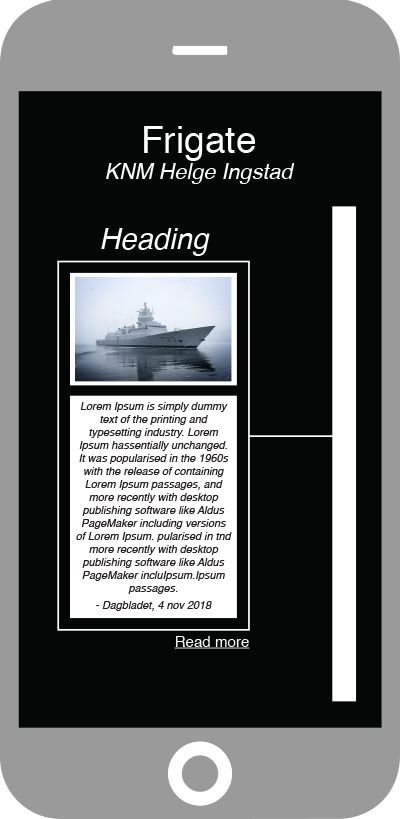 Frigate
KNM Helge Ingstad
Heading
Lorem Ipsum is simply dummy
text of the printing and
typesetting industry. Lorem
Ipsum hassentially unchanged.
It was popularised in the 1960s
with the release of containing
Lorem Ipsum passages, and
more recently with desktop
publishing software like Aldus
PageMaker including versions
of Lorem Ipsum. pularised in tnd
more recently with desktop
publishing software like Aldus
PageMaker incluIpsum.Ipsum
passages.
- Dagbladet, 4 nov 2018
Read more